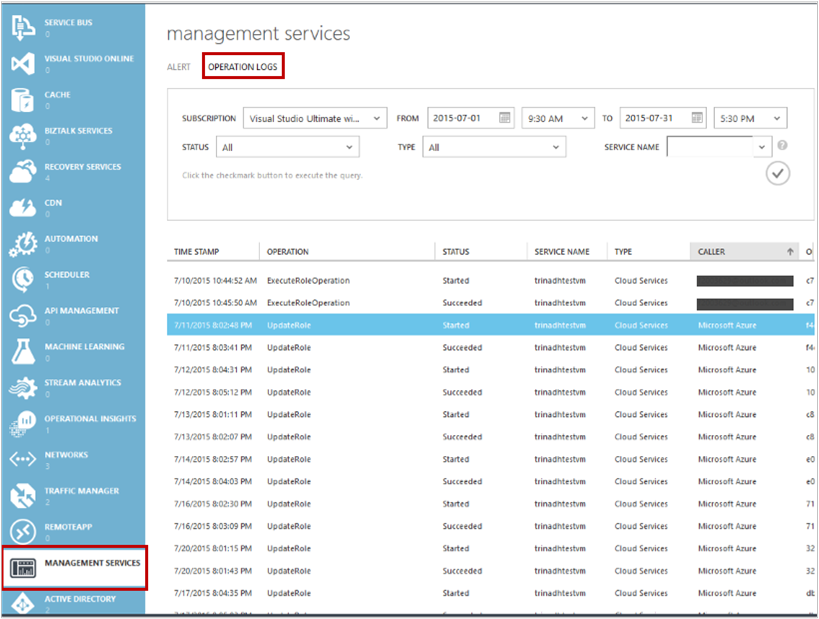 SERVICE BUS
0
VISUAL STUDIO ONLINE
0
CACHE
0
BIZTALK SERVICES
0
RECOVERY SERVICES
4
CDN
0
AUTOMATION
0
SCHEDULER
1
API MANAGEMENT
0
MACHINE LEARNING
0
STREAM ANALYTICS
0
OPERATIONAL INSIGHTS
1
NETWORKS
3
TRAFFIC MANAGER
2
REMOTEAPP
0
MANAGEMENT SERVICES
ACTIVE DIRECTORY
2
management services
ALERT OPERATION LOGS
SUBSCRIPTION Visual Studio Ultimate wi... FROM 2015-07-01 9:30 AM TO 2015-07-31 5:30 PM
STATUS All TYPE All SERVICE NAME ?
Click the checkmark button to execute the query.
TIME STAMP OPERATION STATUS SERVICE NAME TYPE CALLER
7/10/2015 10:44:52 AM ExecuteRoleOperation Started trinadhtestvm Cloud Services c7
7/10/2015 10:45:50 AM ExecuteRoleOperation Succeeded trinadhtestvm Cloud Services c7
7/11/2015 8:02:48 PM UpdateRole Started trinadhtestvm Cloud Services Microsoft Azure f4
7/11/2015 8:03:41 PM UpdateRole Succeeded trinadhtestvm Cloud Services Microsoft Azure f4
7/12/2015 8:04:31 PM UpdateRole Started trinadhtestvm Cloud Services Microsoft Azure 10
7/12/2015 8:05:12 PM UpdateRole Succeeded trinadhtestvm Cloud Services Microsoft Azure 10
7/13/2015 8:01:11 PM UpdateRole Started trinadhtestvm Cloud Services Microsoft Azure c8
7/13/2015 8:02:07 PM UpdateRole Succeeded trinadhtestvm Cloud Services Microsoft Azure c8
7/14/2015 8:02:57 PM UpdateRole Started trinadhtestvm Cloud Services Microsoft Azure e0
7/14/2015 8:04:03 PM UpdateRole Succeeded trinadhtestvm Cloud Services Microsoft Azure e0
7/16/2015 8:02:30 PM UpdateRole Started trinadhtestvm Cloud Services Microsoft Azure 71
7/16/2015 8:03:09 PM UpdateRole Succeeded trinadhtestvm Cloud Services Microsoft Azure 71
7/20/2015 8:01:15 PM UpdateRole Started trinadhtestvm Cloud Services Microsoft Azure 32
7/20/2015 8:01:43 PM UpdateRole Succeeded trinadhtestvm Cloud Services Microsoft Azure 32
7/17/2015 8:04:35 PM UpdateRole Started trinadhtestvm Cloud Services Microsoft Azure db